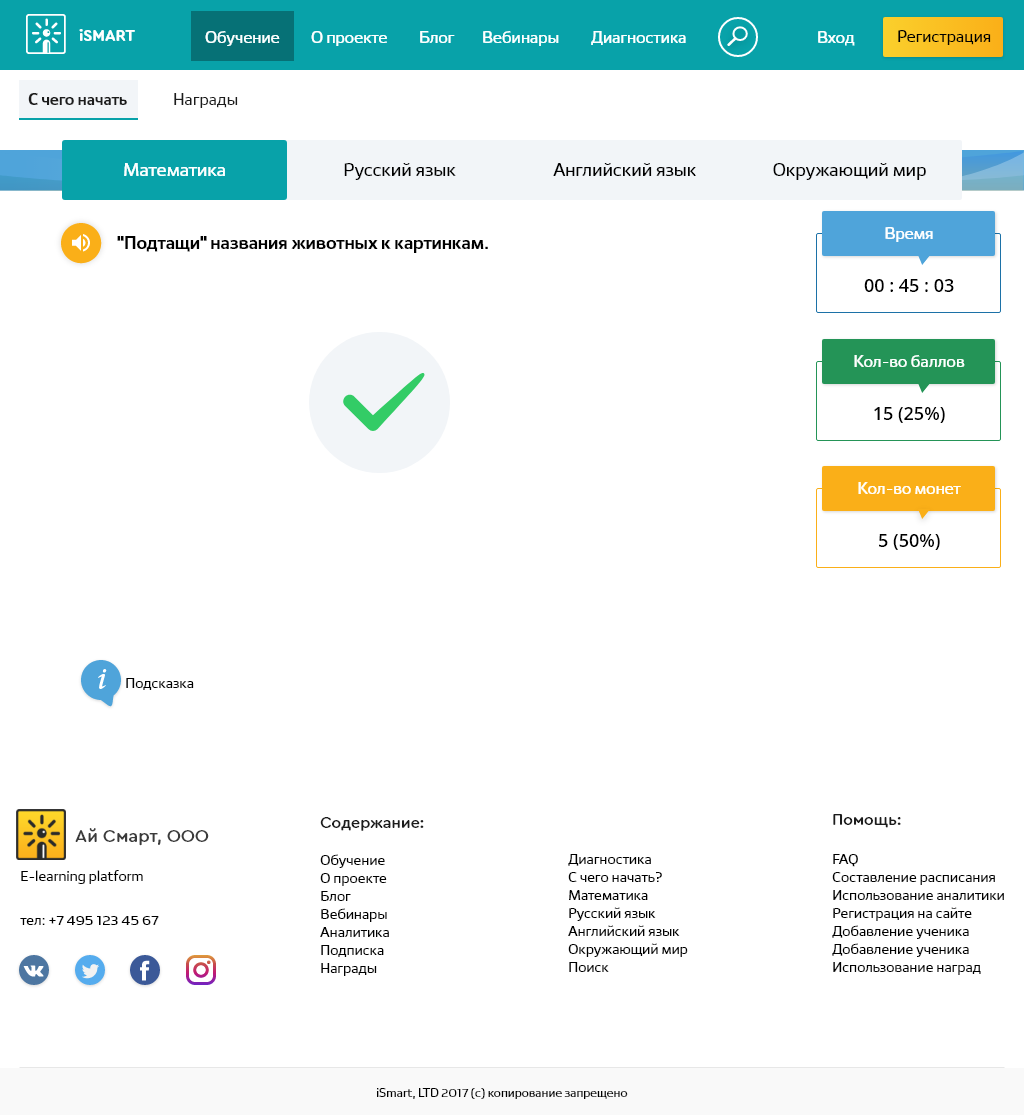 iSMART
Обучение
О проекте
Блог
Вебинары
Диагностика
Вход
Регистрация
С чего начать
Награды
Математика
Русский язык
Английский язык
Окружающий мир
"Подтащи" названия животных к картинкам.
Время
00 : 45 : 03
Кол-во баллов
15 (25%)
Кол-во монет
5 (50%)
i
Подсказка
Ай Смарт, ООО
E-learning platform
тел: +7 495 123 45 67
Содержание:
Обучение
О проекте
Блог
Вебинары
Аналитика
Подписка
Награды
Диагностика
С чего начать?
Математика
Русский язык
Английский язык
Окружающий мир
Поиск
Помощь:
FAQ
Составление расписания
Использование аналитики
Регистрация на сайте
Добавление ученика
Добавление ученика
Использование наград
iSmart, LTD 2017 (c) копирование запрещено